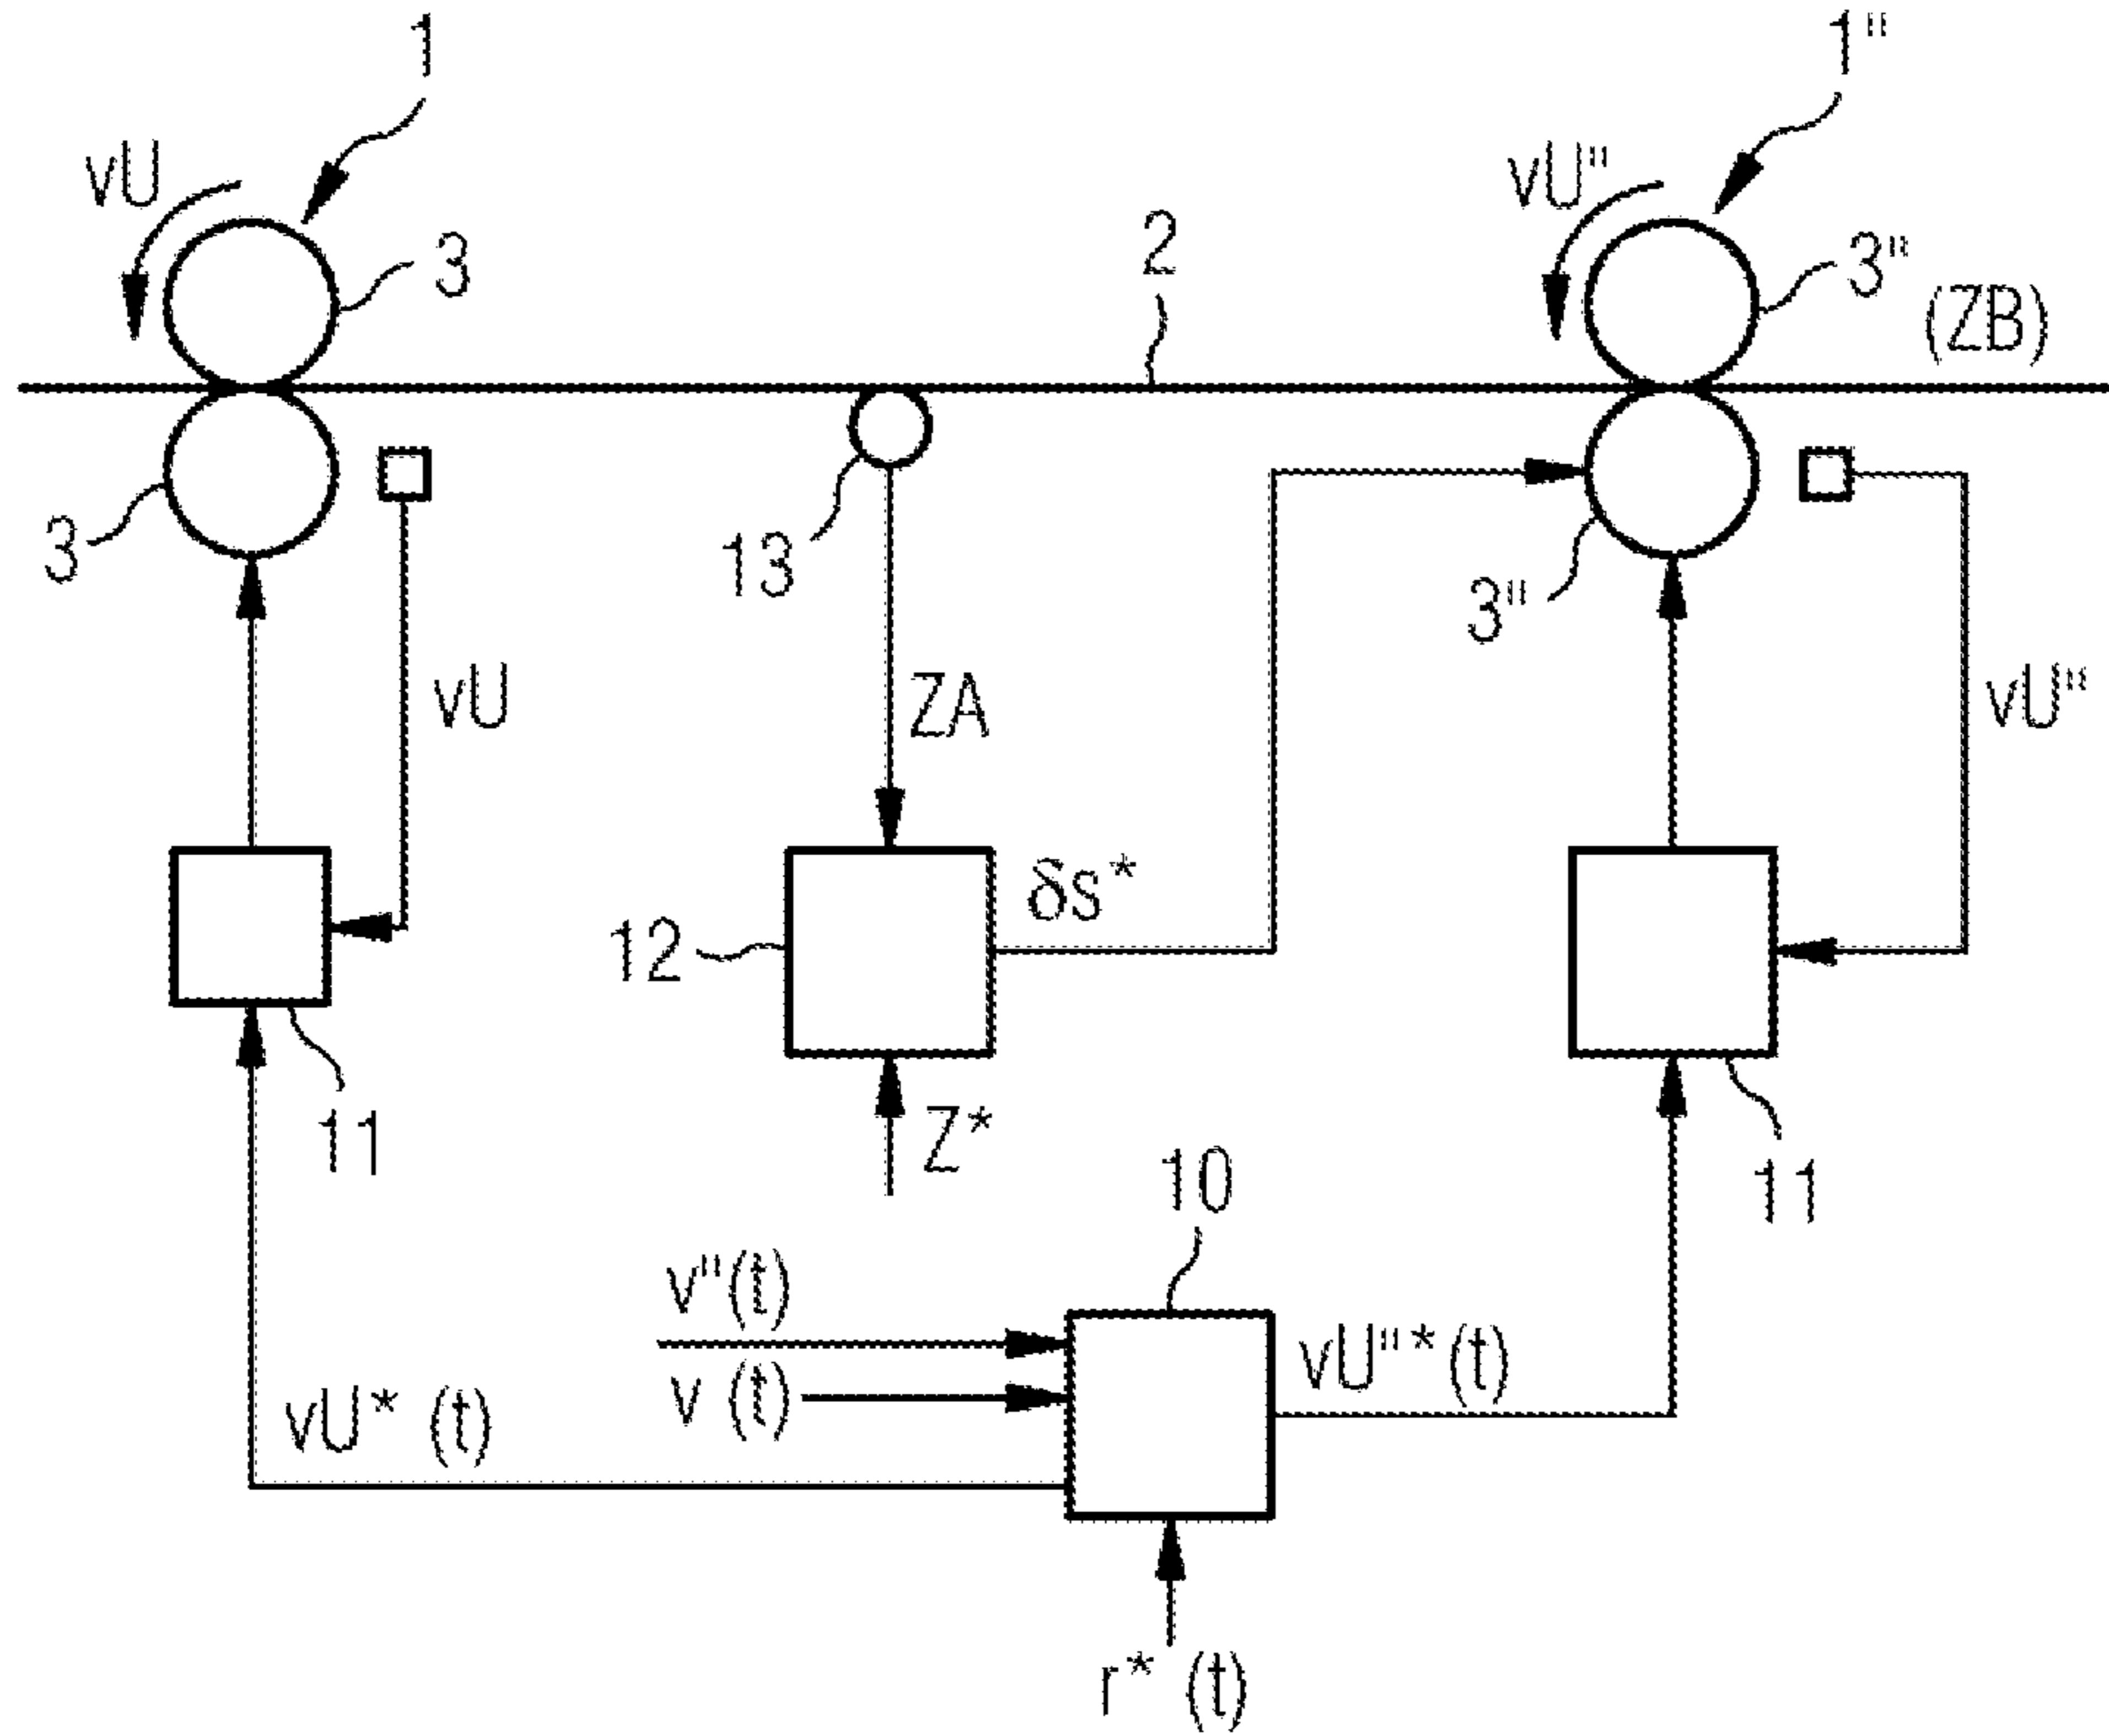 1
1"
vU
vU"
2
3
3"
(ZB)
3
13
3"
vU
ZA
vU"
δs*
12
11
Z*
10
11
v"(t)
v (t)
vU"*(t)
vU* (t)
r* (t)